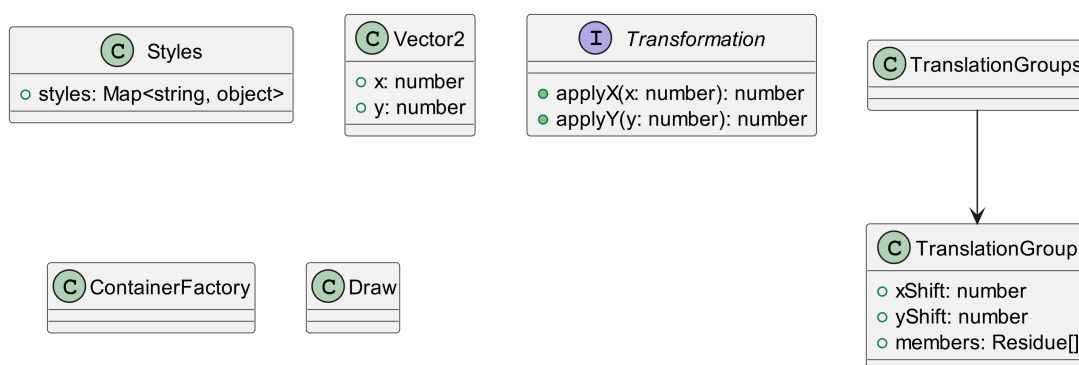 C Styles
styles: Map<string, object>
C Vector2
x: number
y: number
I Transformation
applyX(x: number): number
applyY(y: number): number
C TranslationGroups
C ContainerFactory
C Draw
C TranslationGroup
xShift: number
yShift: number
members: Residue[]